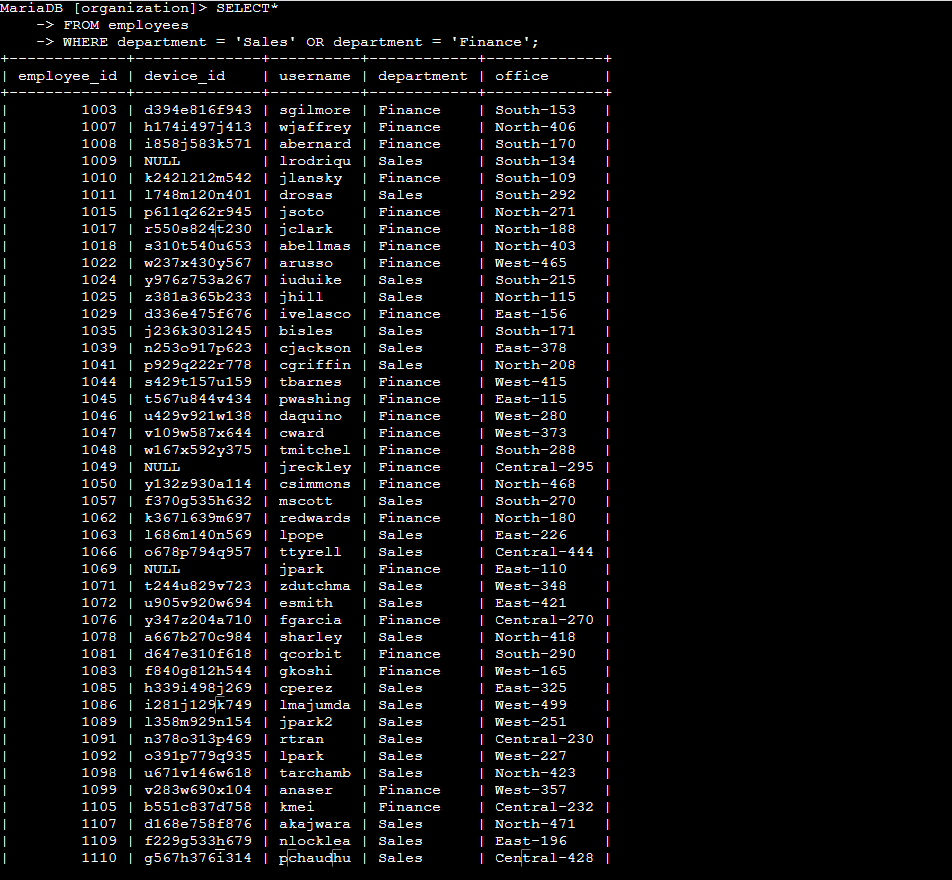 MariaDB [organization]> SELECT*
    -> FROM employees
    -> WHERE department = 'Sales' OR department = 'Finance';
+-------------+--------------+----------+------------+-------------+
| employee_id | device_id    | username | department | office      |
+-------------+--------------+----------+------------+-------------+
|        1003 | d394e816f943 | sgilmore | Finance    | South-153   |
|        1007 | h174i497j413 | wjaffrey | Finance    | North-406   |
|        1008 | i858j583k571 | abernard | Finance    | South-170   |
|        1009 | NULL         | lrodriqu | Sales      | South-134   |
|        1010 | k242l212m542 | jlansky  | Finance    | South-109   |
|        1011 | l748m120n401 | drosas   | Sales      | South-292   |
|        1015 | p611q262r945 | jsoto    | Finance    | North-271   |
|        1017 | r550s824t230 | jclark   | Finance    | North-188   |
|        1018 | s310t540u653 | abellmas | Finance    | North-403   |
|        1022 | w237x430y567 | arusso   | Finance    | West-465    |
|        1024 | y976z753a267 | iuduike  | Sales      | South-215   |
|        1025 | z381a365b233 | jhill    | Sales      | North-115   |
|        1029 | d336e475f676 | ivelasco | Finance    | East-156    |
|        1035 | j236k303l245 | bisles   | Sales      | South-171   |
|        1039 | n253o917p623 | cjackson | Sales      | East-378    |
|        1041 | p929q222r778 | cgriffin | Sales      | North-208   |
|        1044 | s429t157u159 | tbarnes  | Finance    | West-415    |
|        1045 | t567u844v434 | pwashing | Finance    | East-115    |
|        1046 | u429v921w138 | daquino  | Finance    | West-280    |
|        1047 | v109w587x644 | cward    | Finance    | West-373    |
|        1048 | w167x592y375 | tmitchel | Finance    | South-288   |
|        1049 | NULL         | jreckley | Finance    | Central-295 |
|        1050 | y132z930a114 | csimmons | Finance    | North-468   |
|        1057 | f370g535h632 | mscott   | Sales      | South-270   |
|        1062 | k367l639m697 | redwards | Finance    | North-180   |
|        1063 | l686m140n569 | lpope    | Sales      | East-226    |
|        1066 | o678p794q957 | ttyrell  | Sales      | Central-444 |
|        1069 | NULL         | jpark    | Finance    | East-110    |
|        1071 | t244u829v723 | zdutchma | Sales      | West-348    |
|        1072 | u905v920w694 | esmith   | Sales      | East-421    |
|        1076 | y347z204a710 | fgarcia  | Finance    | Central-270 |
|        1078 | a667b270c984 | sharley  | Sales      | North-418   |
|        1081 | d647e310f618 | qcorbit  | Finance    | South-290   |
|        1083 | f840g812h544 | gkoshi   | Finance    | West-165    |
|        1085 | h339i498j269 | cperez   | Sales      | East-325    |
|        1086 | i281j129k749 | lmajumda | Sales      | West-499    |
|        1089 | l358m929n154 | jpark2   | Sales      | West-251    |
|        1091 | n378o313p469 | rtran    | Sales      | Central-230 |
|        1092 | o391p779q935 | lpark    | Sales      | West-227    |
|        1098 | u671v146w618 | tarchamb | Sales      | North-423   |
|        1099 | v283w690x104 | anaser   | Finance    | West-357    |
|        1105 | b551c837d758 | kmei     | Finance    | Central-232 |
|        1107 | d168e758f876 | akajwara | Sales      | North-471   |
|        1109 | f229g533h679 | nlocklea | Sales      | East-196    |
|        1110 | g567h376i314 | pchaudhu | Sales      | Central-428 |